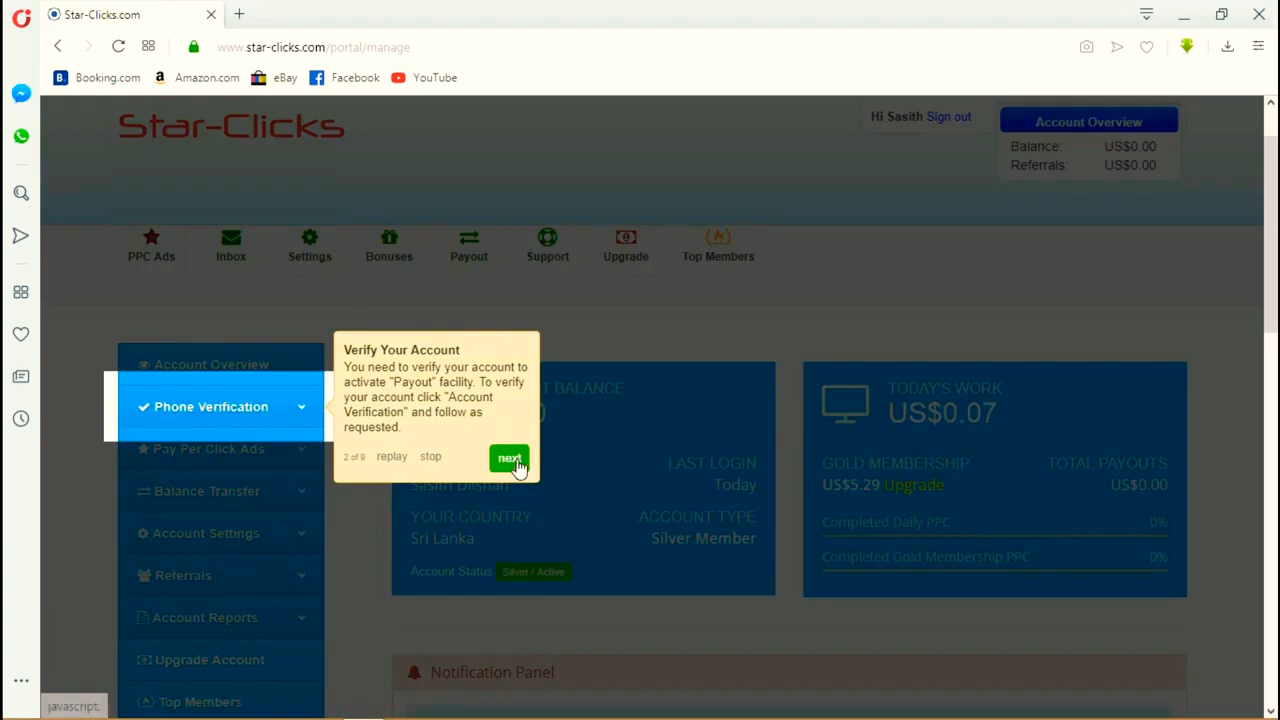 Star-Clicks.com
www.star-clicks.com/portal/manage
Booking.com
Amazon.com
eBay
Facebook
YouTube
Star-Clicks
Hi Sasith Sign out
Account Overview
Balance: US$0.00
Referrals: US$0.00
PPC Ads
Inbox
Settings
Bonuses
Payout
Support
Upgrade
Top Members
Account Overview
Phone Verification
Pay Per Click Ads
Balance Transfer
Account Settings
Referrals
Account Reports
Upgrade Account
Top Members
Verify Your Account
You need to verify your account to
activate "Payout" facility. To verify
your account click "Account
Verification" and follow as
requested.
2 of 9 replay stop next
BALANCE
LAST LOGIN
Sasith Dilshan Today
YOUR COUNTRY ACCOUNT TYPE
Sri Lanka Silver Member
Account Status Silver / Active
TODAY'S WORK
US$0.07
GOLD MEMBERSHIP TOTAL PAYOUTS
US$5.29 Upgrade US$0.00
Completed Daily PPC 0%
Completed Gold Membership PPC 0%
Notification Panel
javascript: